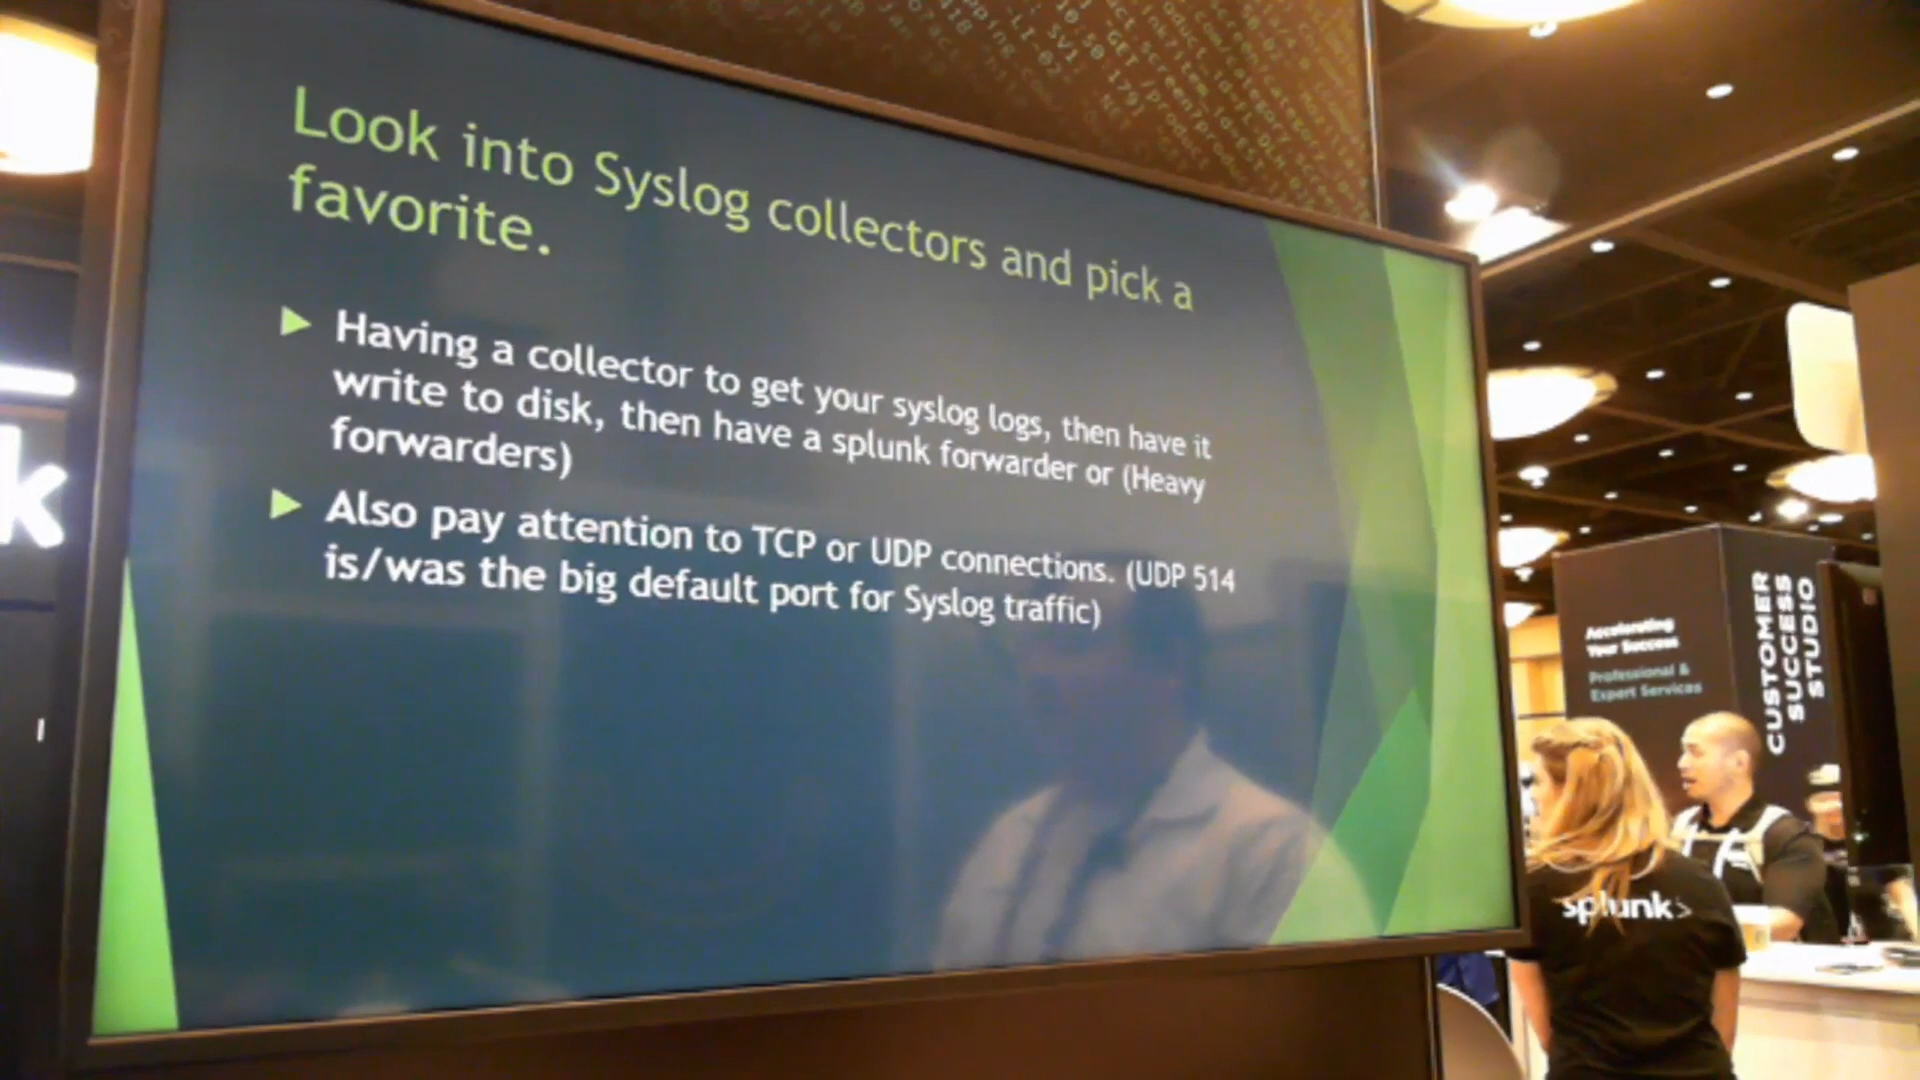 Look into Syslog collectors and pick a
favorite.
Having a collector to get your syslog logs, then have it
write to disk, then have a splunk forwarder or (Heavy
forwarders)
Also pay attention to TCP or UDP connections. (UDP 514
is/was the big default port for Syslog traffic)
k
Accelerating
Your Success
Professional &
Expert Services
CUSTOMER
SUCCESS
STUDIO
splunk>